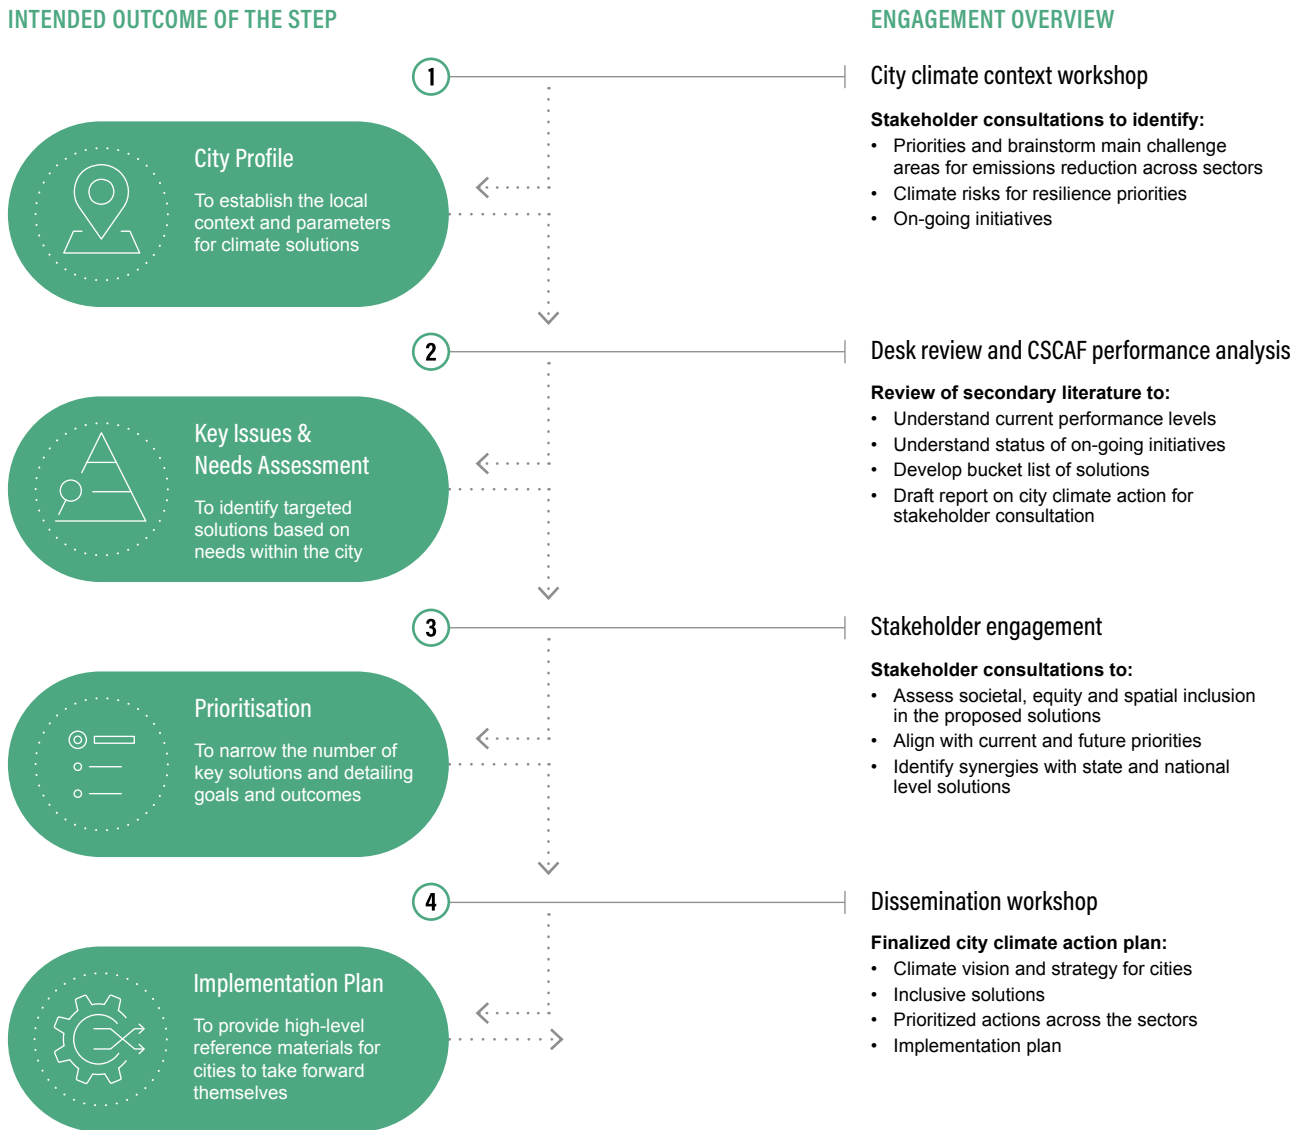 INTENDED OUTCOME OF THE STEP
ENGAGEMENT OVERVIEW
1
City climate context workshop
Stakeholder consultations to identify:
• Priorities and brainstorm main challenge
areas for emissions reduction across sectors
• Climate risks for resilience priorities
• On-going initiatives
City Profile
To establish the local
context and parameters
for climate solutions
2
Desk review and CSCAF performance analysis
Review of secondary literature to:
• Understand current performance levels
• Understand status of on-going initiatives
• Develop bucket list of solutions
• Draft report on city climate action for
stakeholder consultation
Key Issues &
Needs Assessment
To identify targeted
solutions based on
needs within the city
3
Stakeholder engagement
Stakeholder consultations to:
• Assess societal, equity and spatial inclusion
in the proposed solutions
• Align with current and future priorities
• Identify synergies with state and national
level solutions
Prioritisation
To narrow the number of
key solutions and detailing
goals and outcomes
4
Dissemination workshop
Finalized city climate action plan:
• Climate vision and strategy for cities
• Inclusive solutions
• Prioritized actions across the sectors
• Implementation plan
Implementation Plan
To provide high-level
reference materials for
cities to take forward
themselves